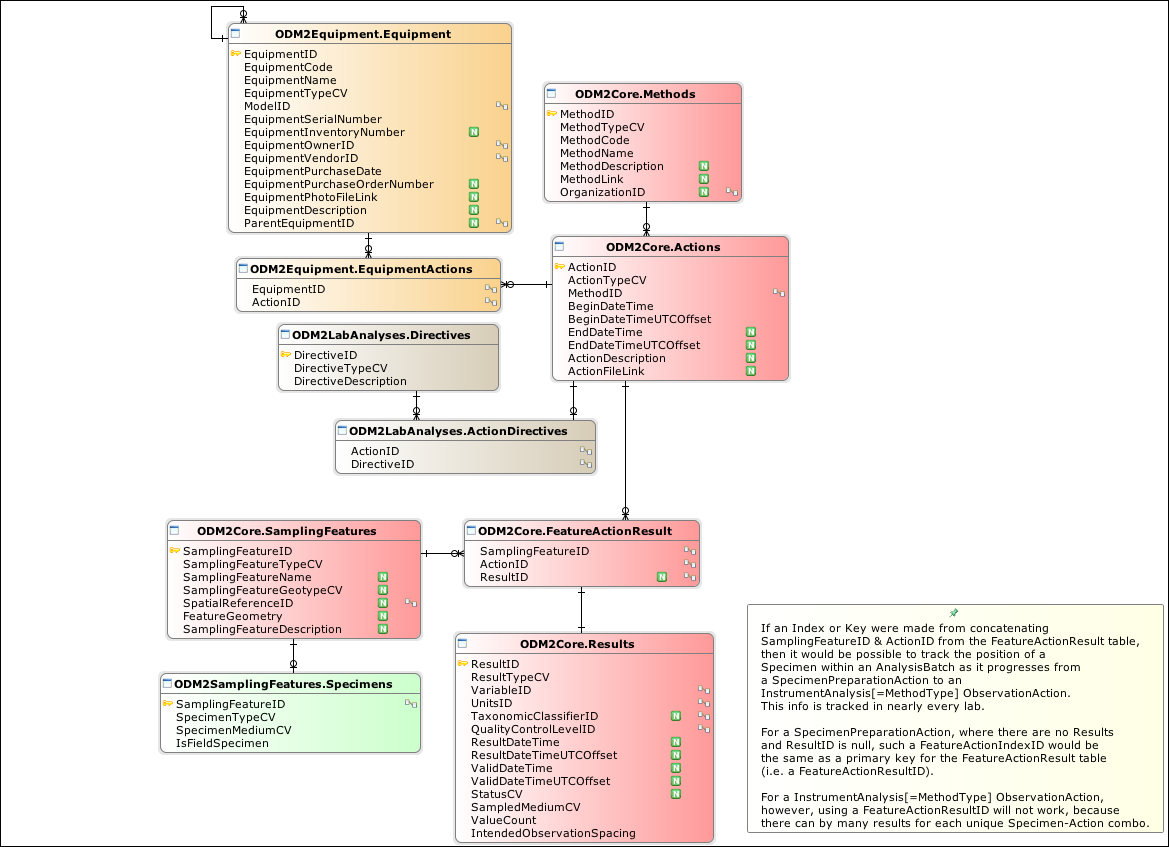 ODM2Equipment.Equipment
EquipmentID
EquipmentCode
EquipmentName
EquipmentTypeCV
ModelID
EquipmentSerialNumber
EquipmentInventoryNumber N
EquipmentOwnerID
EquipmentVendorID
EquipmentPurchaseDate
EquipmentPurchaseOrderNumber N
EquipmentPhotoFileLink N
EquipmentDescription N
ParentEquipmentID N
ODM2Core.Methods
MethodID
MethodTypeCV
MethodCode
MethodName
MethodDescription N
MethodLink N
OrganizationID N
ODM2Core.Actions
ActionID
ActionTypeCV
MethodID
BeginDateTime
BeginDateTimeUTCOffset
EndDateTime N
EndDateTimeUTCOffset N
ActionDescription N
ActionFileLink N
ODM2Equipment.EquipmentActions
EquipmentID
ActionID
ODM2LabAnalyses.Directives
DirectiveID
DirectiveTypeCV
DirectiveDescription
ODM2LabAnalyses.ActionDirectives
ActionID
DirectiveID
ODM2Core.SamplingFeatures
SamplingFeatureID
SamplingFeatureTypeCV
SamplingFeatureName N
SamplingFeatureGeotypeCV N
SpatialReferenceID N
FeatureGeometry N
SamplingFeatureDescription N
ODM2Core.FeatureActionResult
SamplingFeatureID
ActionID
ResultID N
ODM2SamplingFeatures.Specimens
SamplingFeatureID
SpecimenTypeCV
SpecimenMediumCV
IsFieldSpecimen
ODM2Core.Results
ResultID
ResultTypeCV
VariableID
UnitsID
TaxonomicClassifierID N
QualityControlLevelID
ResultDateTime N
ResultDateTimeUTCOffset N
ValidDateTime N
ValidDateTimeUTCOffset N
StatusCV N
SampledMediumCV
ValueCount
IntendedObservationSpacing
If an Index or Key were made from concatenating
SamplingFeatureID & ActionID from the FeatureActionResult table,
then it would be possible to track the position of a
Specimen within an AnalysisBatch as it progresses from
a SpecimenPreparationAction to an
InstrumentAnalysis[=MethodType] ObservationAction.
This info is tracked in nearly every lab.
For a SpecimenPreparationAction, where there are no Results
and ResultID is null, such a FeatureActionIndexID would be
the same as a primary key for the FeatureActionResult table
(i.e. a FeatureActionResultID).
For a InstrumentAnalysis[=MethodType] ObservationAction,
however, using a FeatureActionResultID will not work, because
there can by many results for each unique Specimen-Action combo.